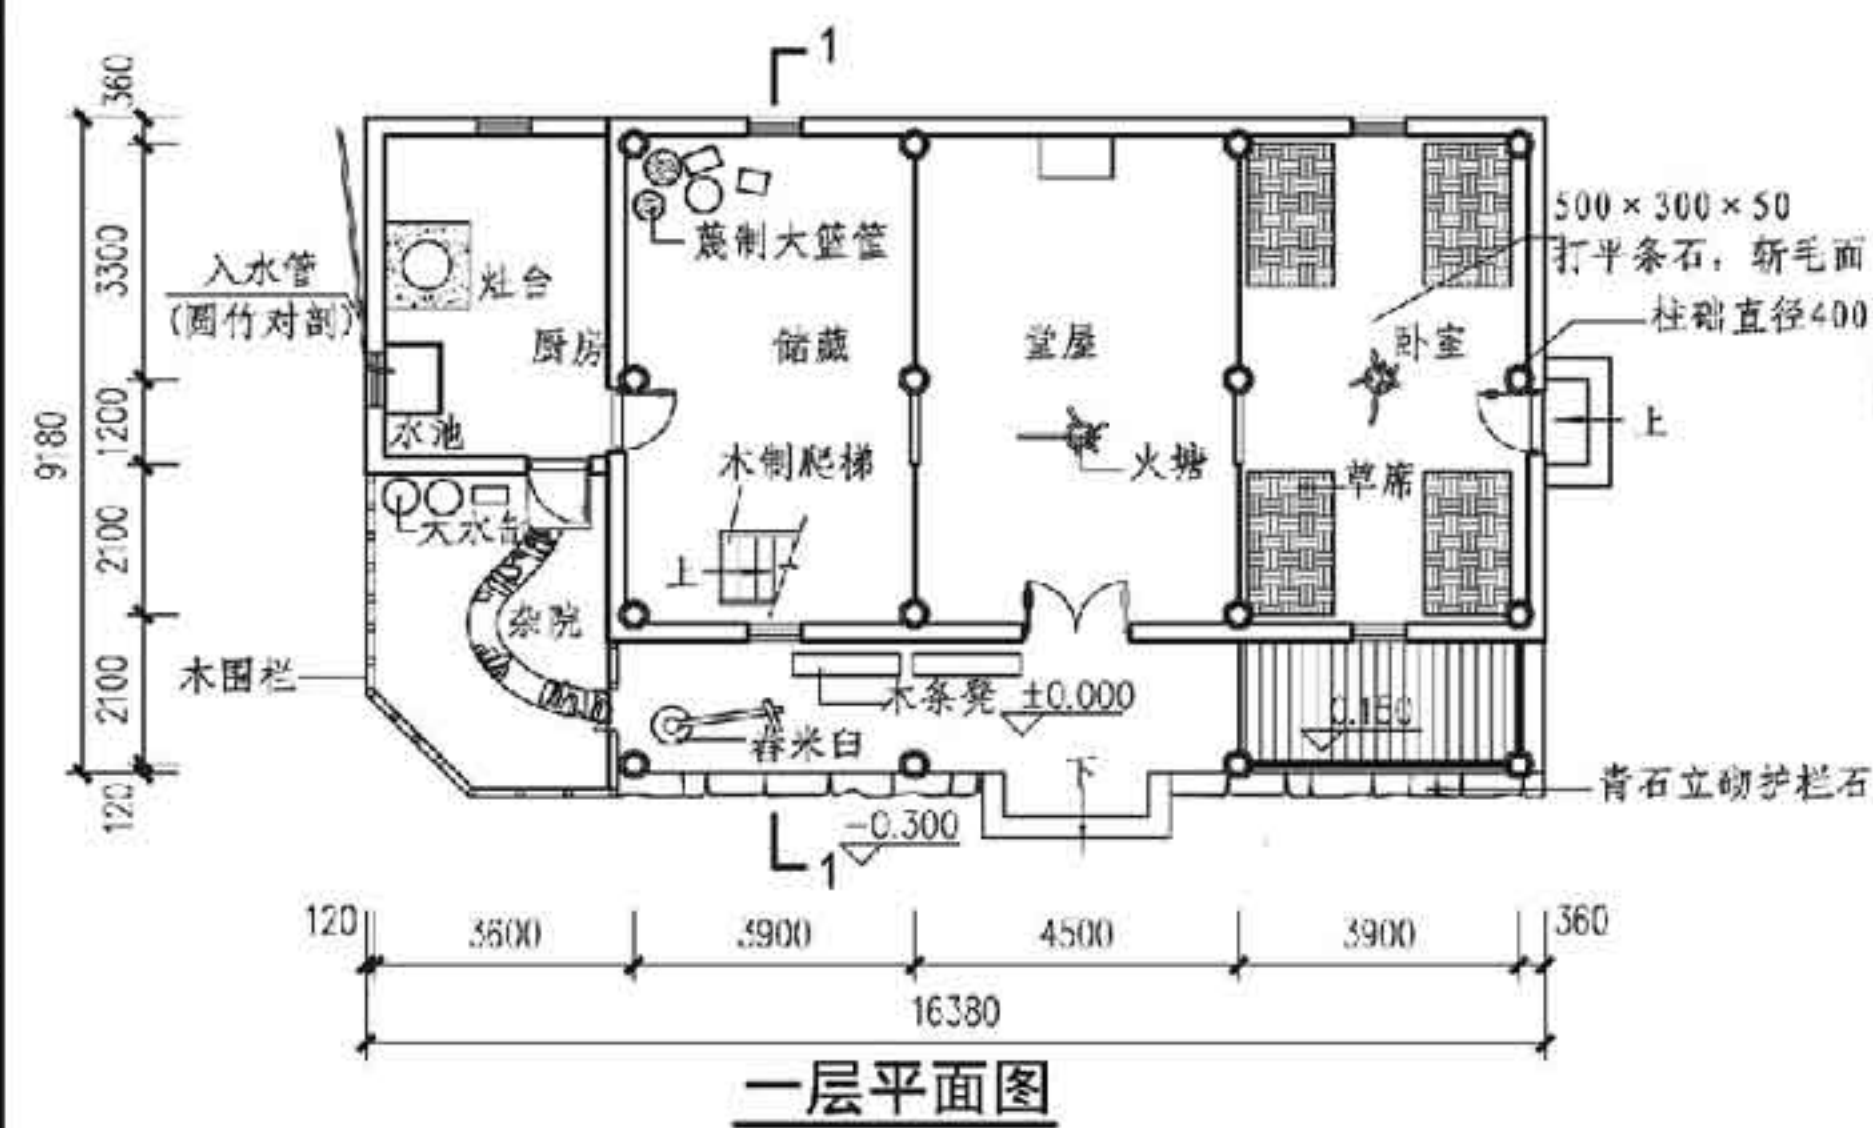 1
360
3300
1200
2100
2100
120
9180
入水管
(圆竹对剖)
灶台
厨房
水池
蔑制大篮筐
储藏
堂屋
卧室
500×300×50
打平条石，斩毛面
柱础直径400
上
木制爬梯
上
火塘
草席
大水缸
杂院
木围栏
木条凳
±0.000
0.150
舂米臼
下
青石立砌护栏石
-0.300
1
120
3600
3900
4500
3900
360
16380
一层平面图